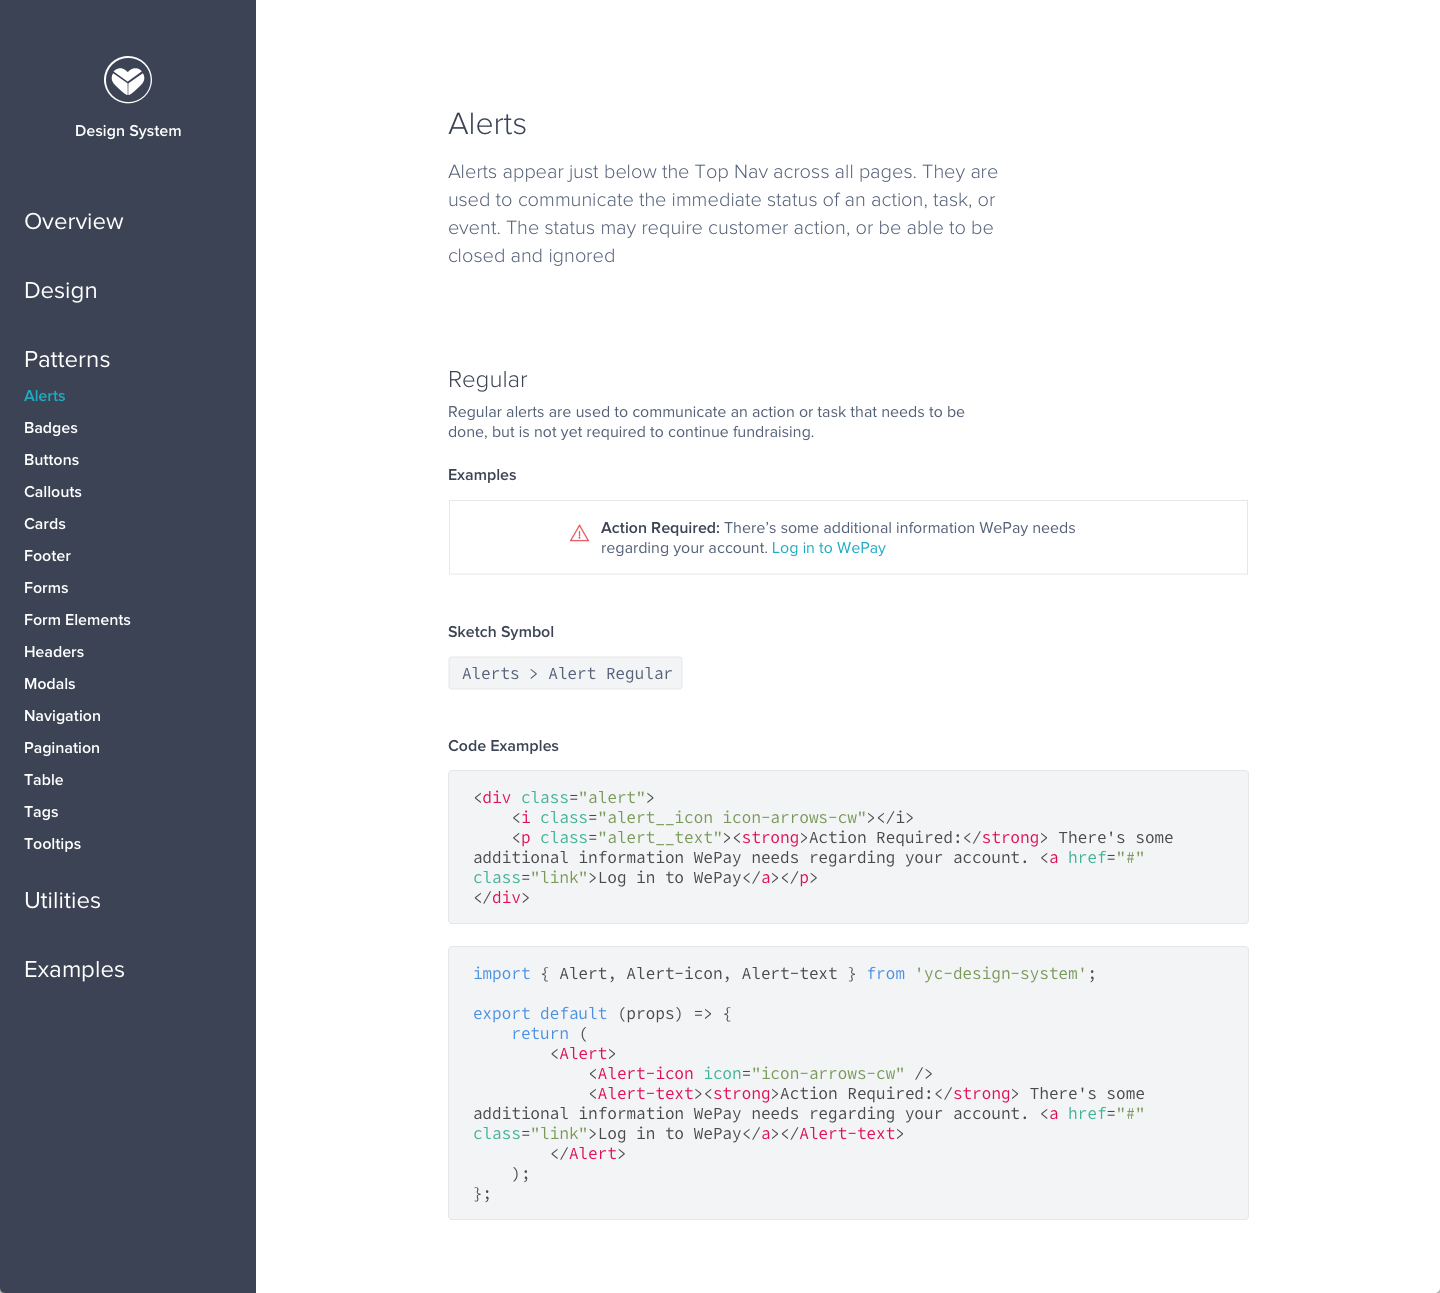 Design System
Overview
Design
Patterns
Alerts
Badges
Buttons
Callouts
Cards
Footer
Forms
Form Elements
Headers
Modals
Navigation
Pagination
Table
Tags
Tooltips
Utilities
Examples
Alerts
Alerts appear just below the Top Nav across all pages. They are
used to communicate the immediate status of an action, task, or
event. The status may require customer action, or be able to be
closed and ignored
Regular
Regular alerts are used to communicate an action or task that needs to be
done, but is not yet required to continue fundraising.
Examples
Action Required: There’s some additional information WePay needs
regarding your account. Log in to WePay
Sketch Symbol
Alerts > Alert Regular
Code Examples
<div class="alert">
    <i class="alert__icon icon-arrows-cw"></i>
    <p class="alert__text"><strong>Action Required:</strong> There's some
additional information WePay needs regarding your account. <a href="#"
class="link">Log in to WePay</a></p>
</div>
import { Alert, Alert-icon, Alert-text } from 'yc-design-system';
export default (props) => {
    return (
        <Alert>
            <Alert-icon icon="icon-arrows-cw" />
            <Alert-text><strong>Action Required:</strong> There's some
additional information WePay needs regarding your account. <a href="#"
class="link">Log in to WePay</a></Alert-text>
        </Alert>
    );
};